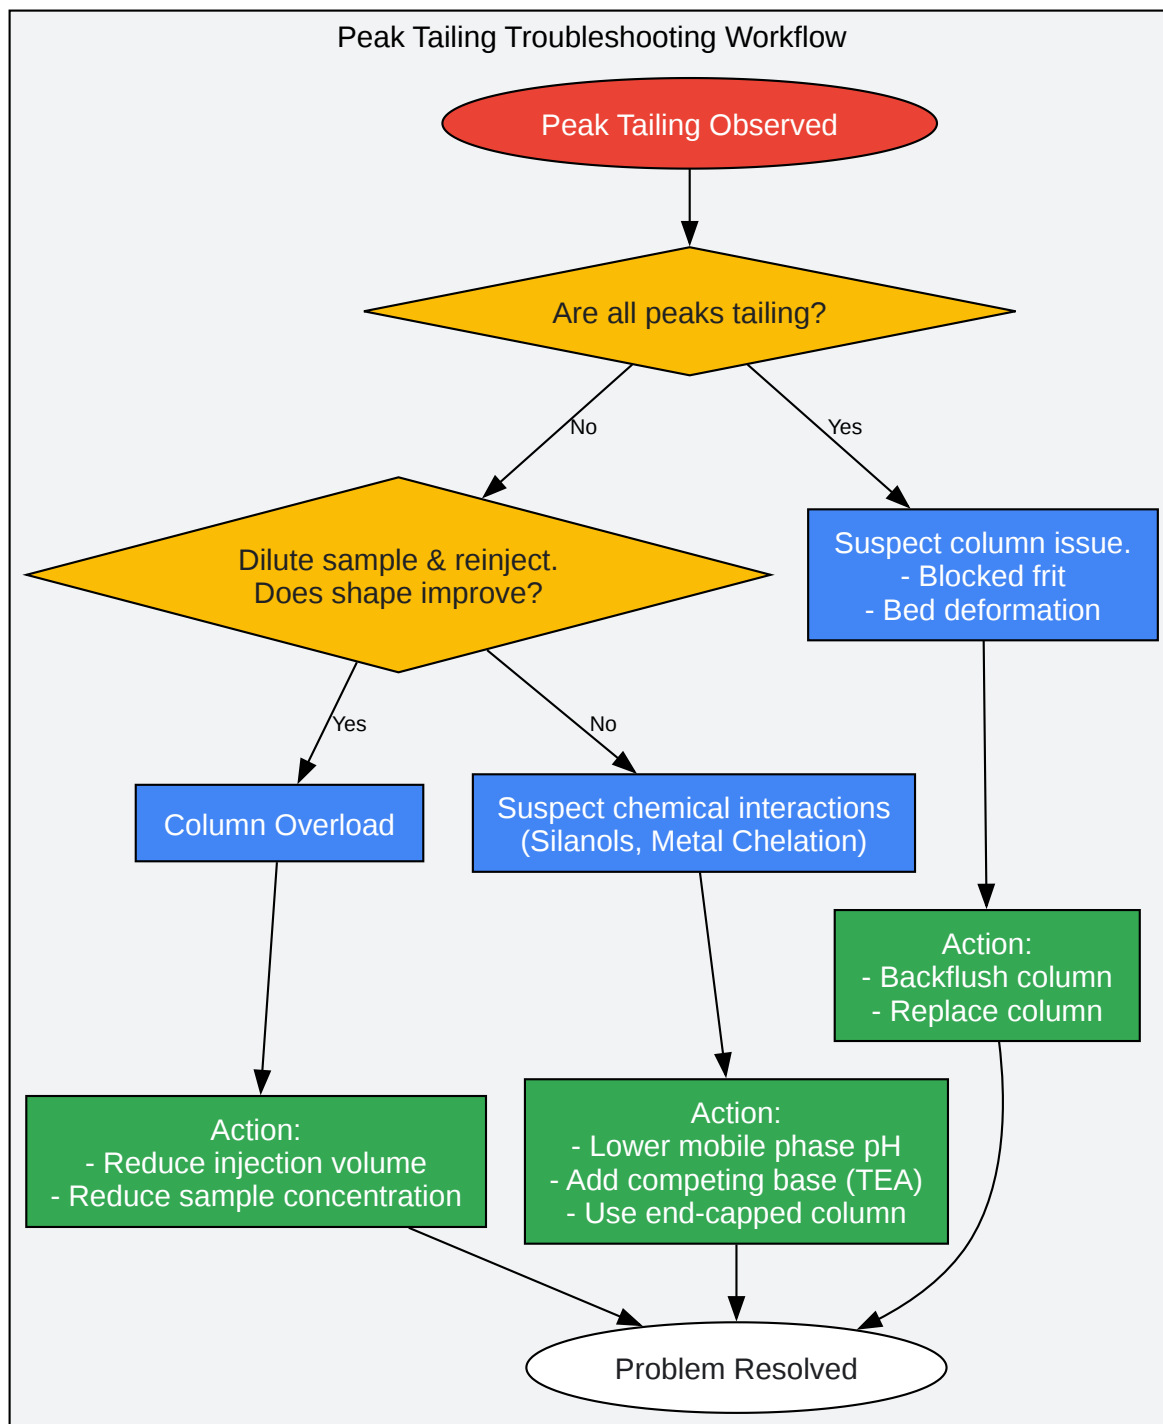 Peak Tailing Troubleshooting Workflow
Peak Tailing Observed
Are all peaks tailing?
No
Yes
Dilute sample & reinject.
Does shape improve?
Suspect column issue.
- Blocked frit
- Bed deformation
Yes
No
Column Overload
Suspect chemical interactions
(Silanols, Metal Chelation)
Action:
- Backflush column
- Replace column
Action:
- Reduce injection volume
- Reduce sample concentration
Action:
- Lower mobile phase pH
- Add competing base (TEA)
- Use end-capped column
Problem Resolved